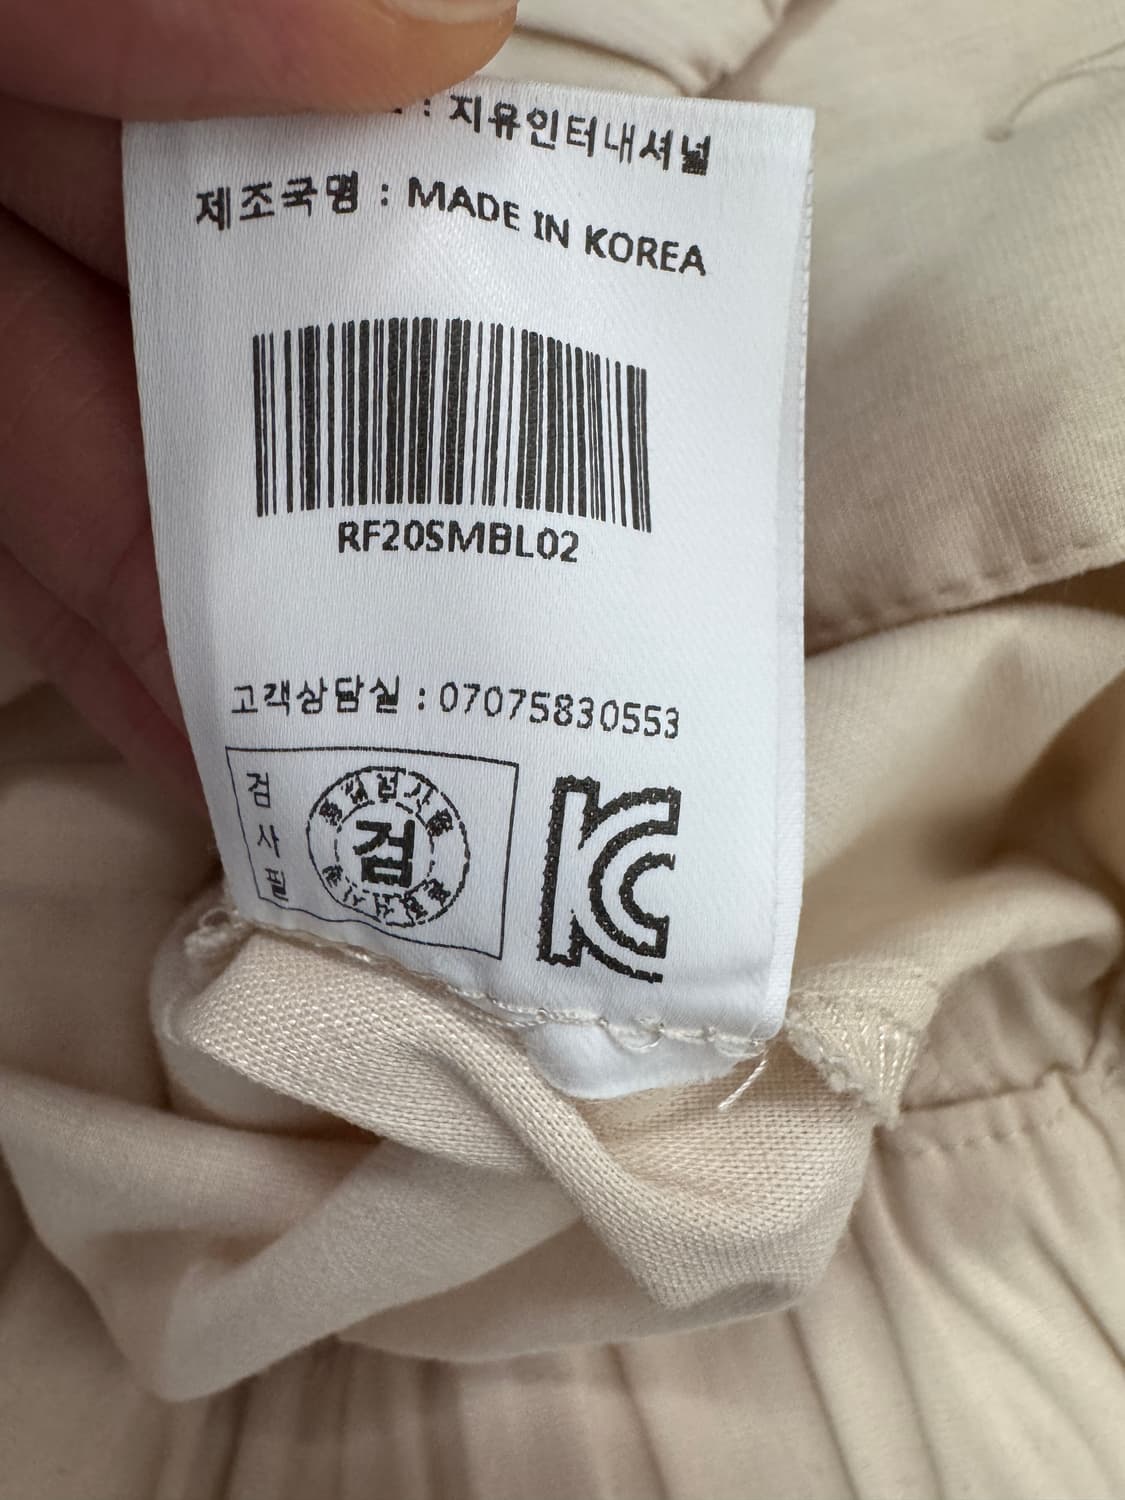 : 지유인터내셔널
제조국명 : MADE IN KOREA
RF20SMBL02
고객상담실 : 07075830553
검사필
검
KC